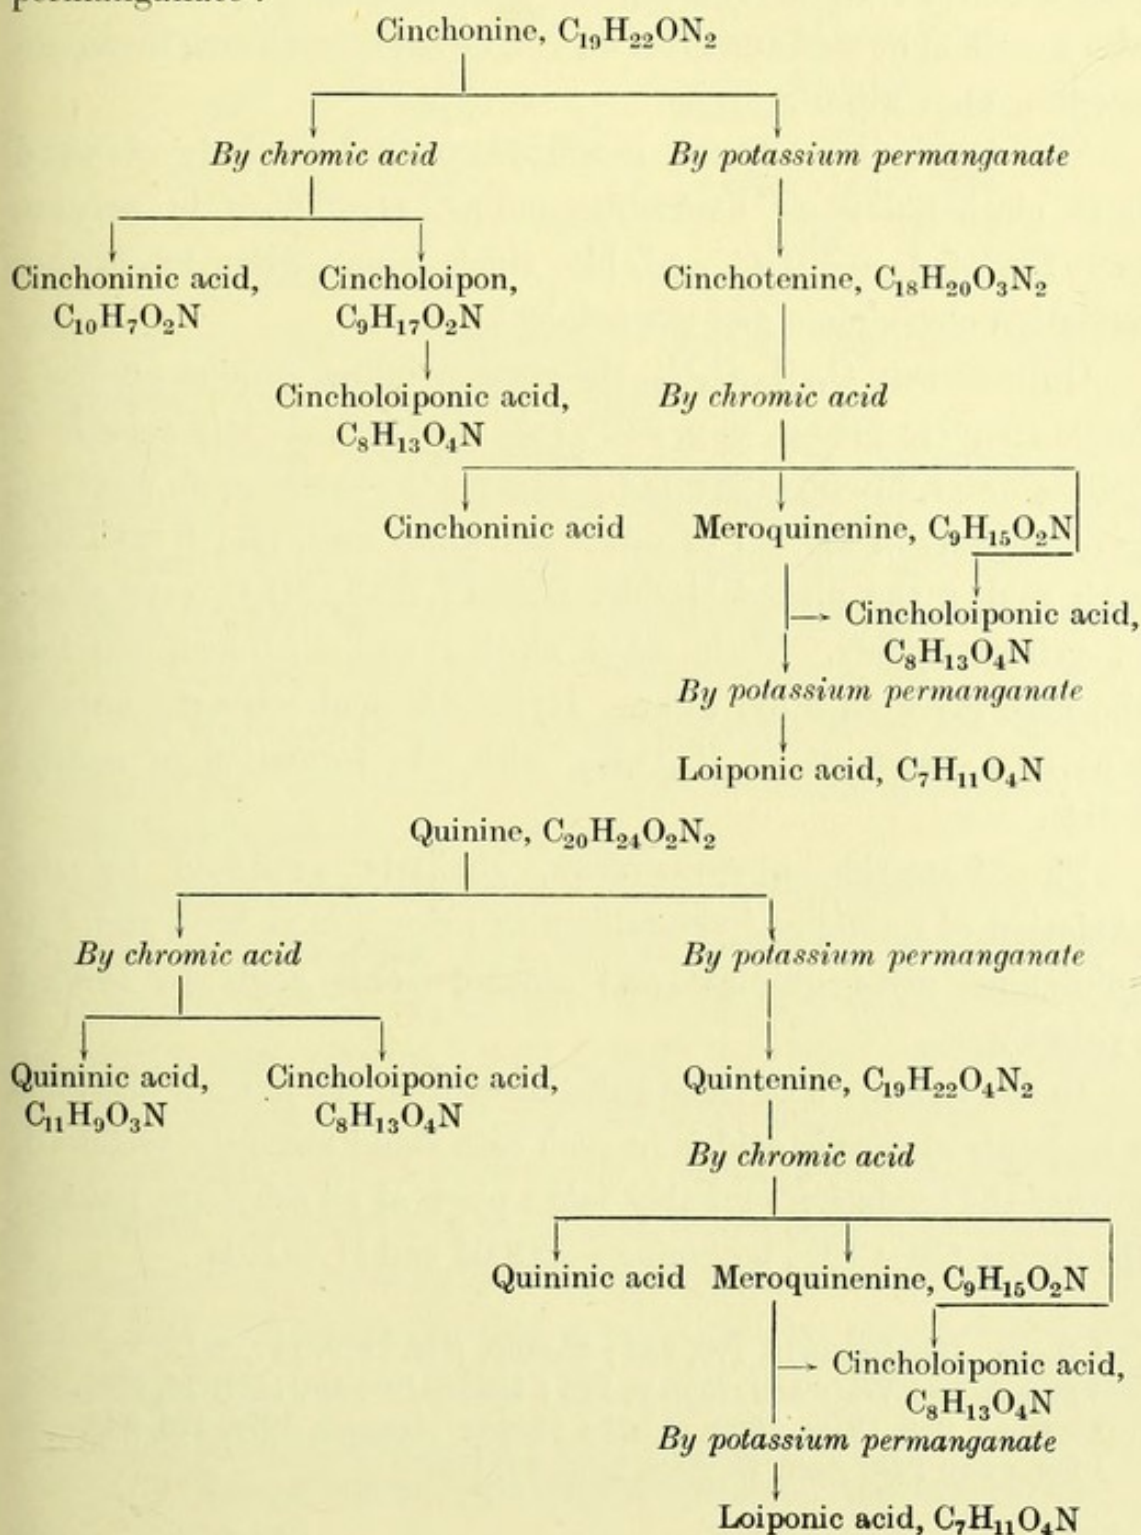 permanganate :
Cinchonine, C₁₉H₂₂ON₂
By chromic acid By potassium permanganate
Cinchoninic acid, Cincholoipon, Cinchotenine, C₁₈H₂₀O₃N₂
C₁₀H₇O₂N C₉H₁₇O₂N
Cincholoiponic acid, By chromic acid
C₈H₁₃O₄N
Cinchoninic acid Meroquinenine, C₉H₁₅O₂N
Cincholoiponic acid,
C₈H₁₃O₄N
By potassium permanganate
Loiponic acid, C₇H₁₁O₄N
Quinine, C₂₀H₂₄O₂N₂
By chromic acid By potassium permanganate
Quininic acid, Cincholoiponic acid, Quintenine, C₁₉H₂₂O₄N₂
C₁₁H₉O₃N C₈H₁₃O₄N
By chromic acid
Quininic acid Meroquinenine, C₉H₁₅O₂N
Cincholoiponic acid,
C₈H₁₃O₄N
By potassium permanganate
Loiponic acid, C₇H₁₁O₄N